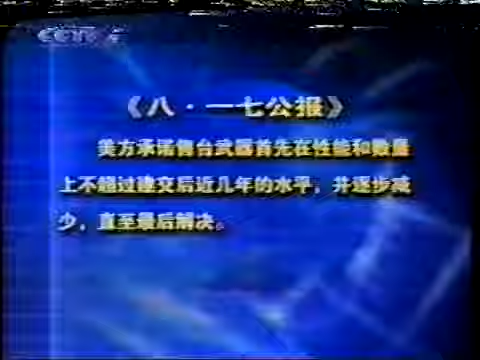 CCTV 4
《八·一七公报》
美方承诺售台武器首先在性能和数量
上不超过建交后近几年的水平，并逐步减
少，直至最后解决。